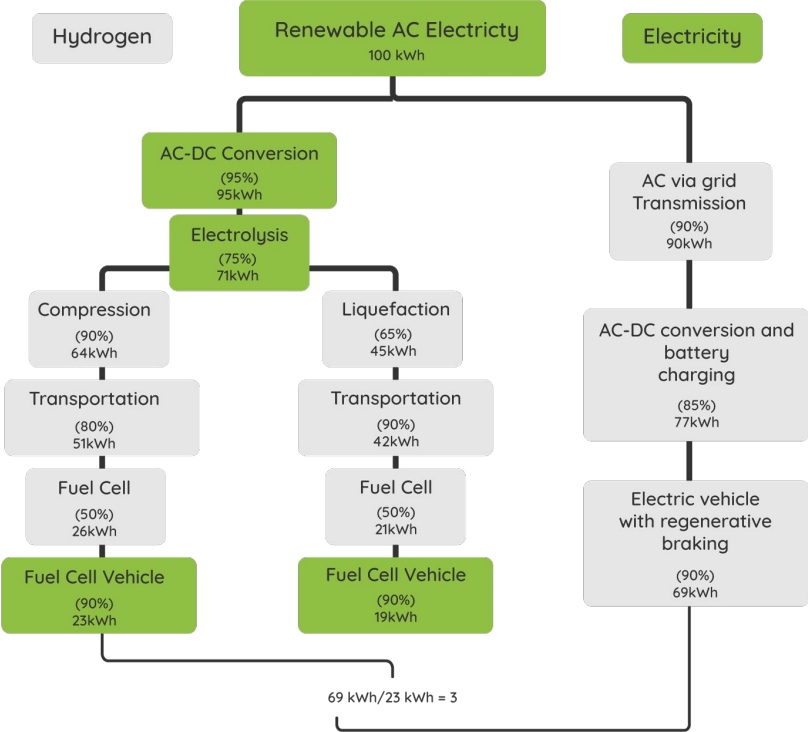 Hydrogen
Renewable AC Electricty
100 kWh
Electricity
AC-DC Conversion
(95%)
95kWh
Electrolysis
(75%)
71kWh
Compression
(90%)
64kWh
Transportation
(80%)
51kWh
Fuel Cell
(50%)
26kWh
Fuel Cell Vehicle
(90%)
23kWh
Liquefaction
(65%)
45kWh
Transportation
(90%)
42kWh
Fuel Cell
(50%)
21kWh
Fuel Cell Vehicle
(90%)
19kWh
AC via grid
Transmission
(90%)
90kWh
AC-DC conversion and
battery
charging
(85%)
77kWh
Electric vehicle
with regenerative
braking
(90%)
69kWh
69 kWh/23 kWh = 3